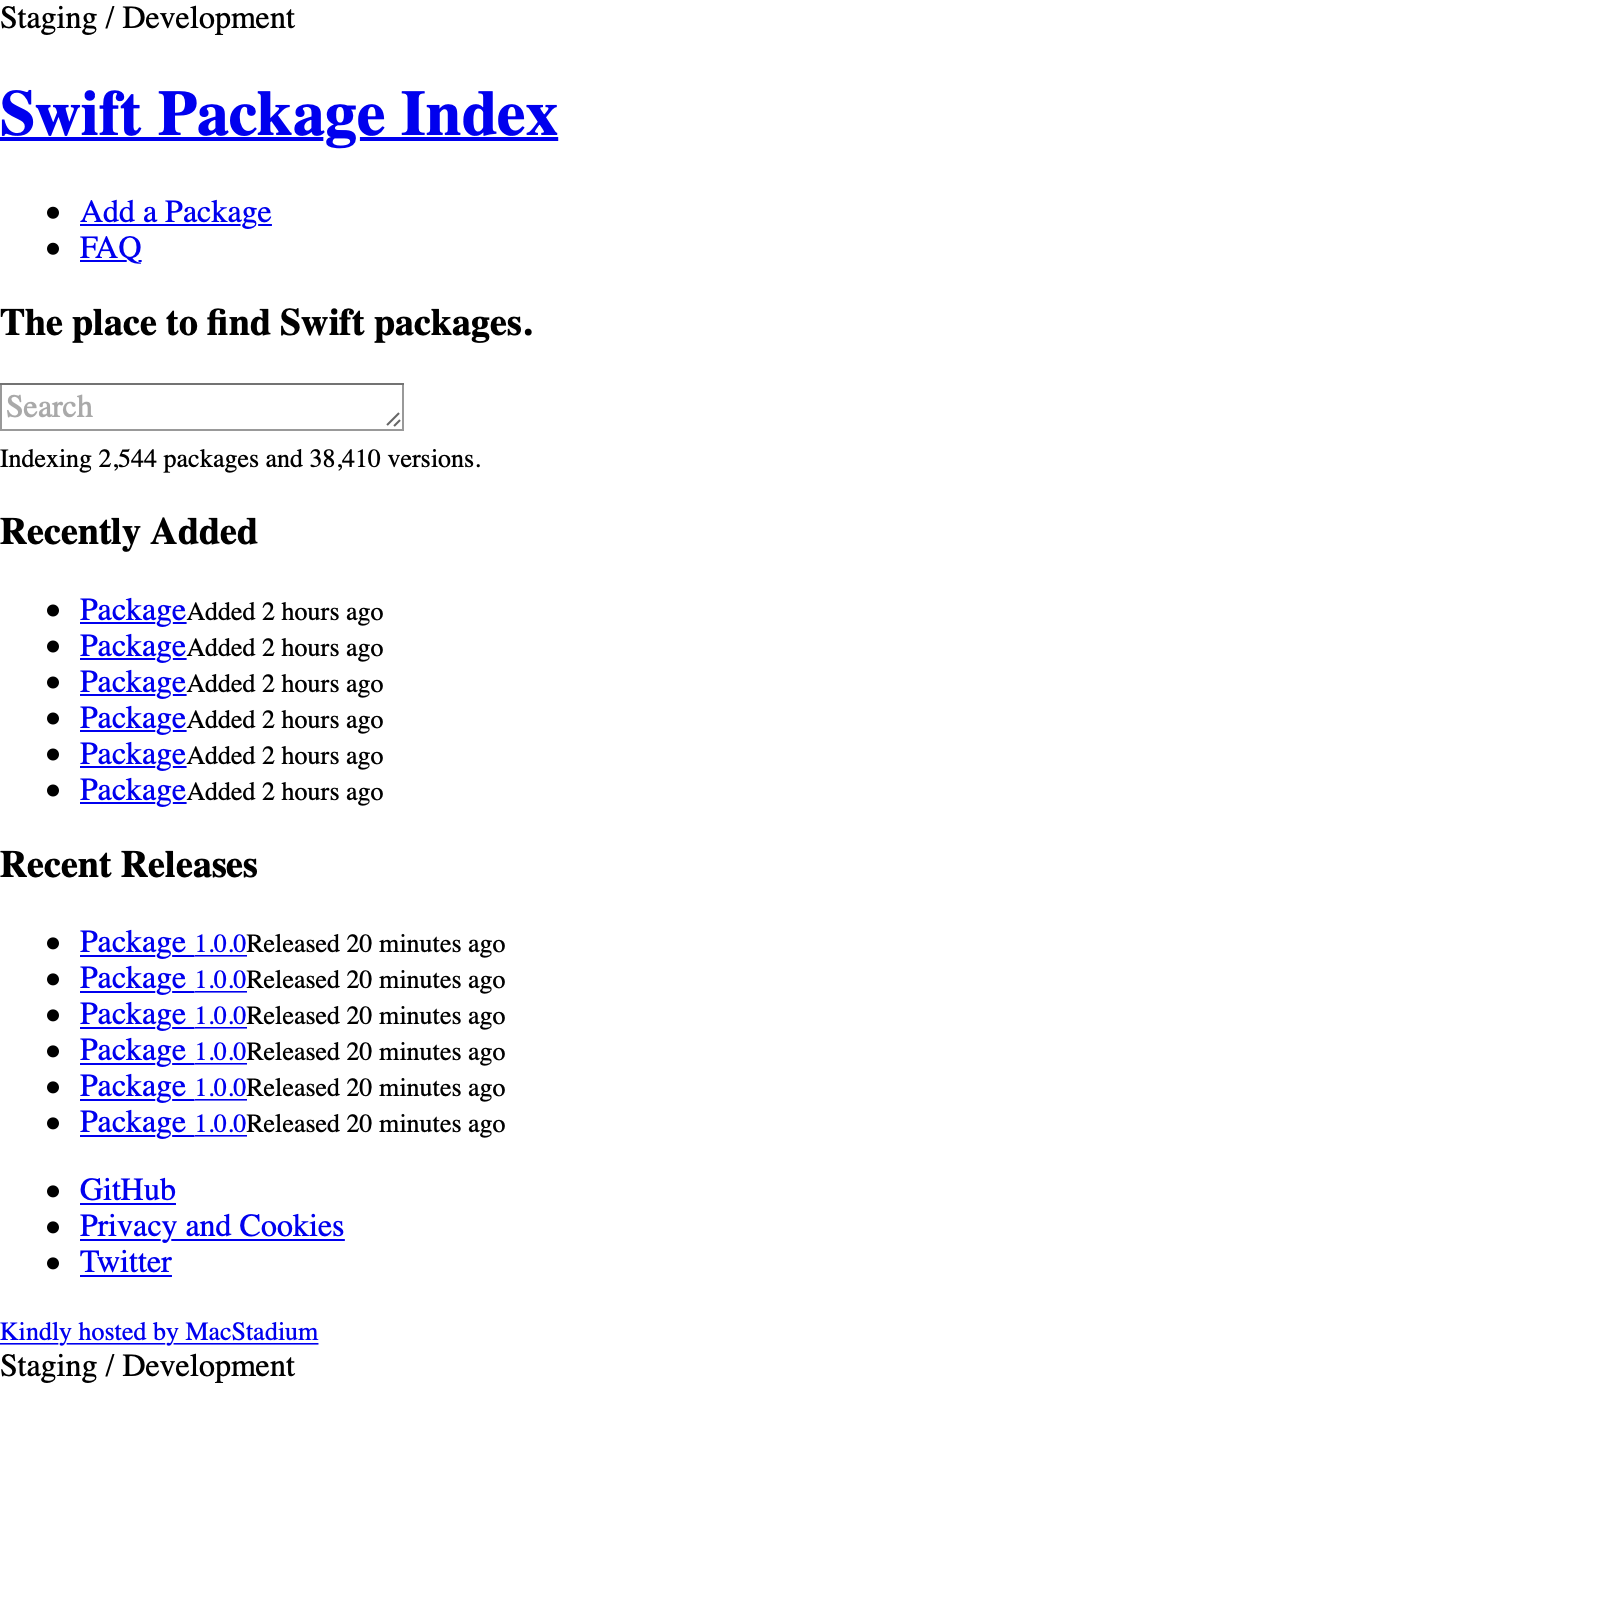 Staging / Development
Swift Package Index
Add a Package
FAQ
The place to find Swift packages.
Search
Indexing 2,544 packages and 38,410 versions.
Recently Added
PackageAdded 2 hours ago
PackageAdded 2 hours ago
PackageAdded 2 hours ago
PackageAdded 2 hours ago
PackageAdded 2 hours ago
PackageAdded 2 hours ago
Recent Releases
Package 1.0.0Released 20 minutes ago
Package 1.0.0Released 20 minutes ago
Package 1.0.0Released 20 minutes ago
Package 1.0.0Released 20 minutes ago
Package 1.0.0Released 20 minutes ago
Package 1.0.0Released 20 minutes ago
GitHub
Privacy and Cookies
Twitter
Kindly hosted by MacStadium
Staging / Development